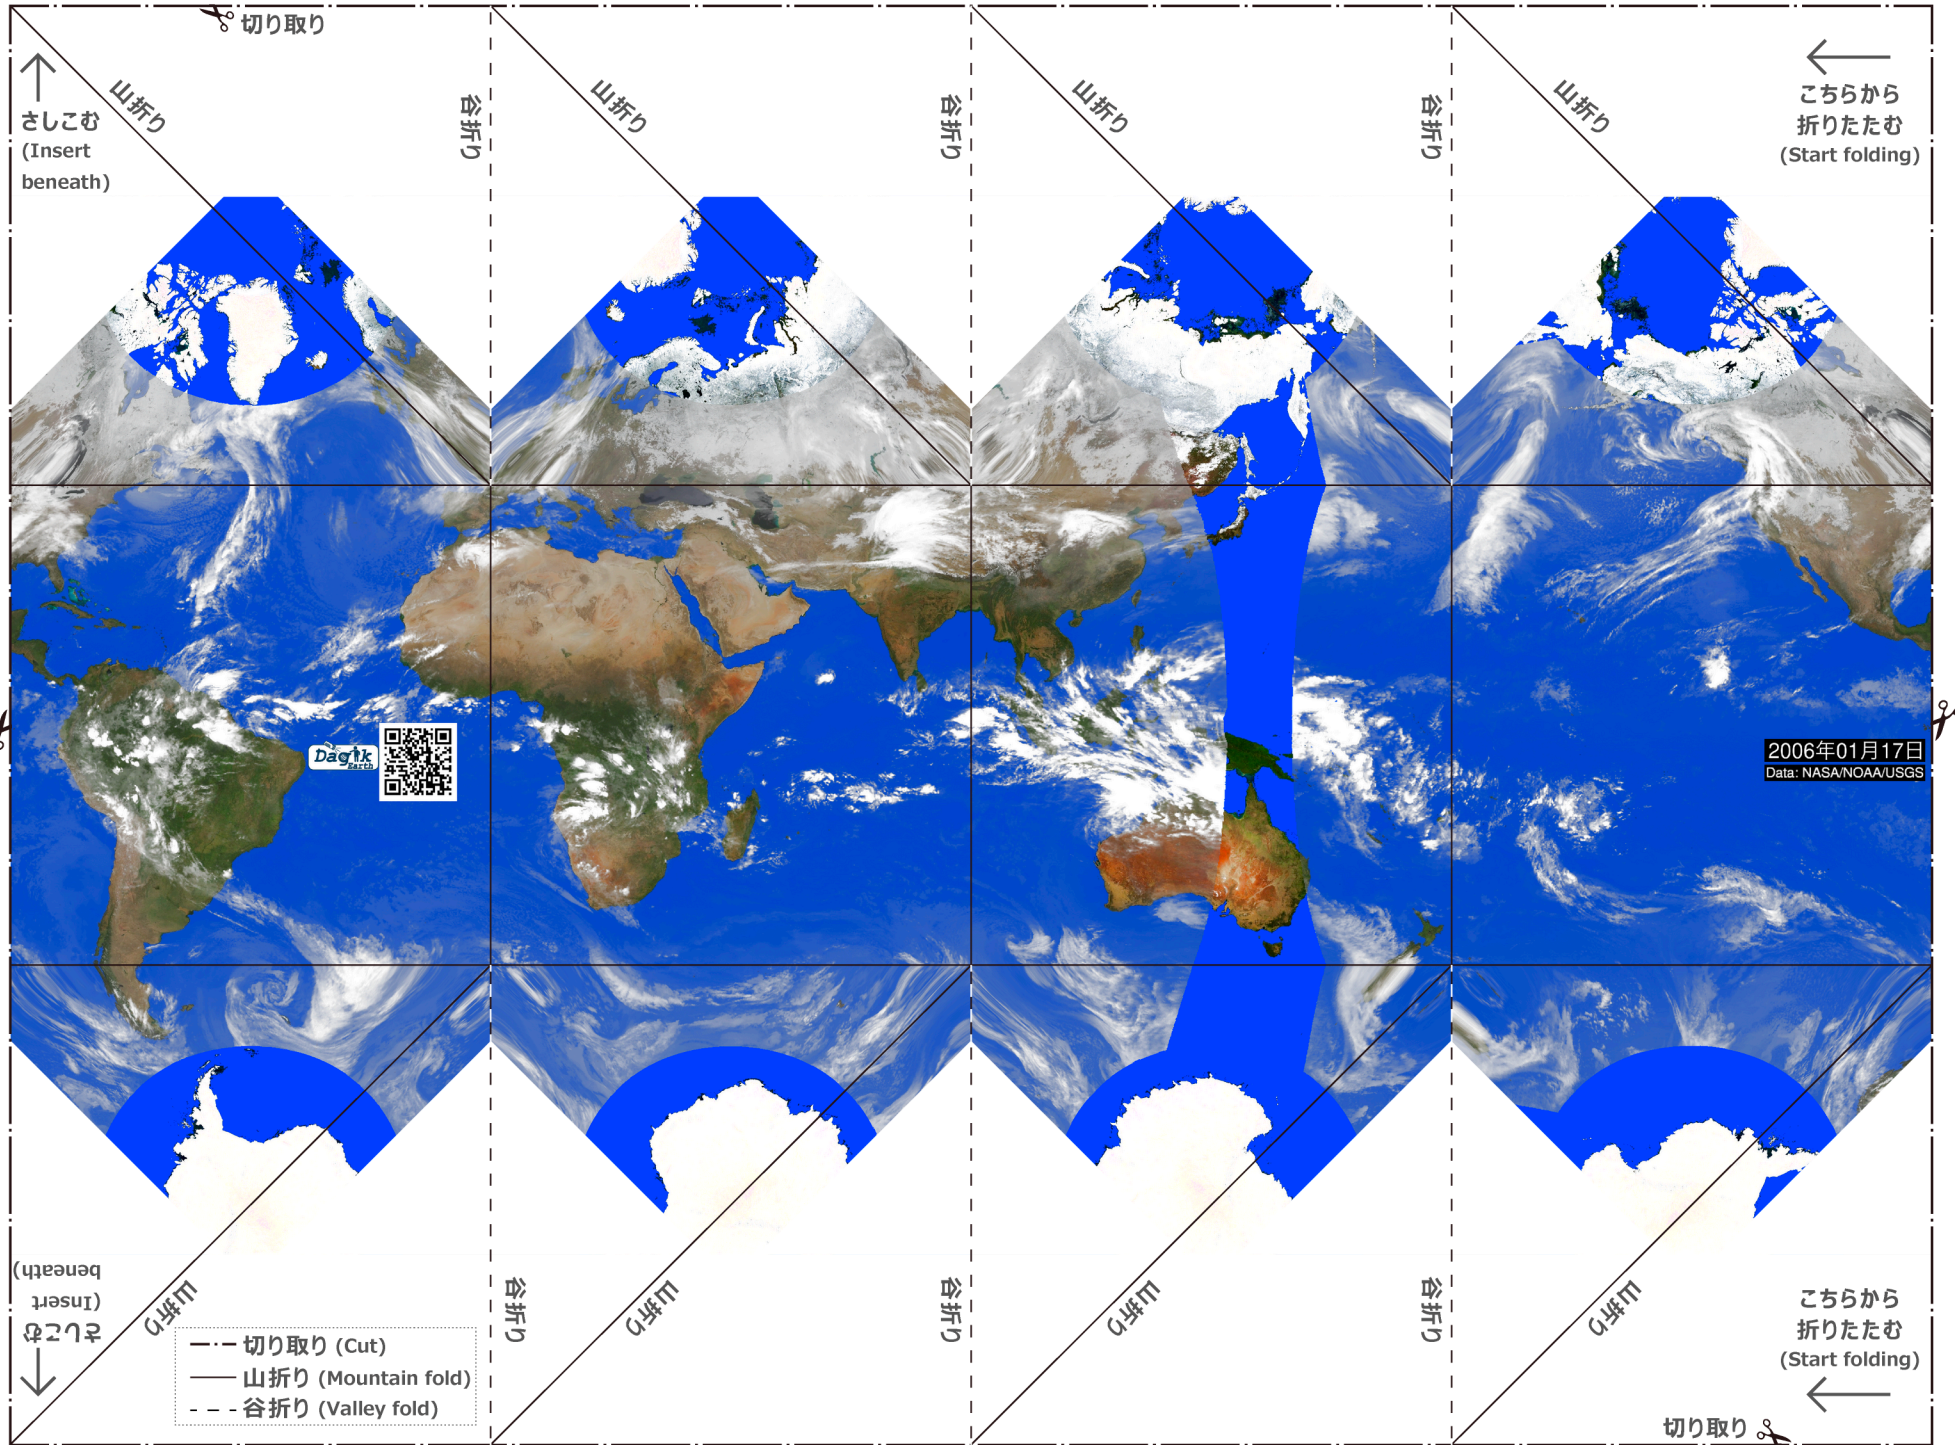 切り取り
さしこむ
(Insert
beneath)
山折り
谷折り
山折り
谷折り
山折り
谷折り
山折り
こちらから
折りたたむ
(Start folding)
Dagik
Earth
2006年01月17日
Data: NASA/NOAA/USGS
さしこむ
(Insert
beneath)
山折り
谷折り
山折り
谷折り
山折り
谷折り
山折り
こちらから
折りたたむ
(Start folding)
切り取り (Cut)
山折り (Mountain fold)
谷折り (Valley fold)
切り取り